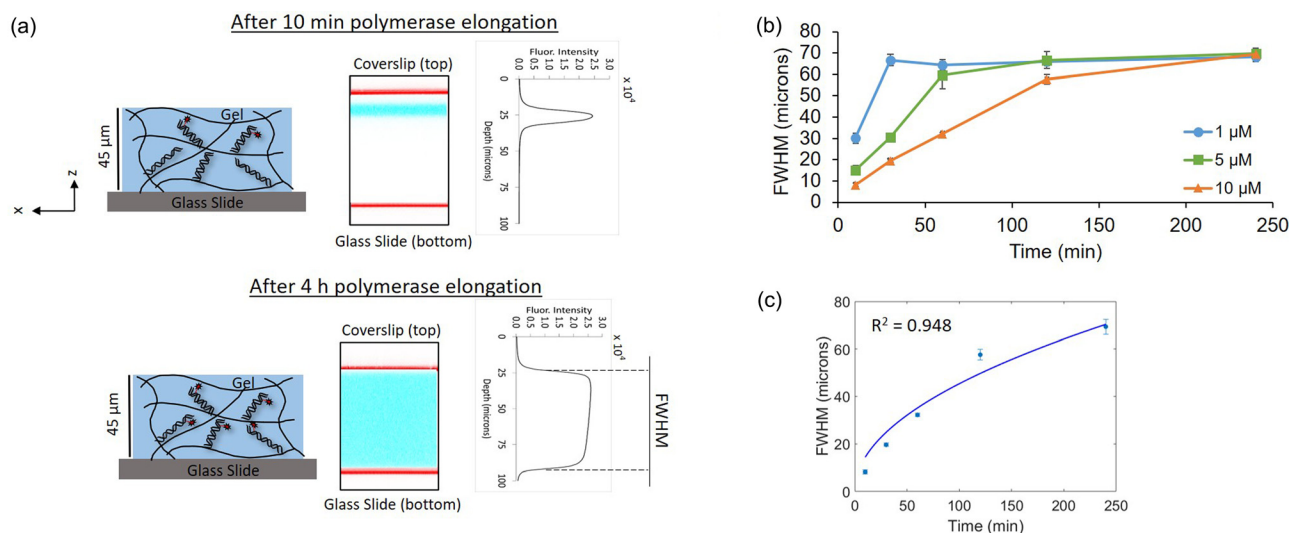 (a)
After 10 min polymerase elongation
Coverslip (top)
Fluor. Intensity
0.0 0.5 1.0 1.5 2.0 2.5 3.0
x 10⁴
Gel
45 μm
Glass Slide
z
x
0 25 50 75 100
Depth (microns)
Glass Slide (bottom)
After 4 h polymerase elongation
Coverslip (top)
Fluor. Intensity
0.0 0.5 1.0 1.5 2.0 2.5 3.0
x 10⁴
Gel
45 μm
Glass Slide
0 25 50 75 100
Depth (microns)
FWHM
Glass Slide (bottom)
(b)
FWHM (microns)
80
70
60
50
40
30
20
10
0
1 μM
5 μM
10 μM
0 50 100 150 200 250
Time (min)
(c)
FWHM (microns)
80
60
40
20
0
R² = 0.948
0 50 100 150 200 250
Time (min)